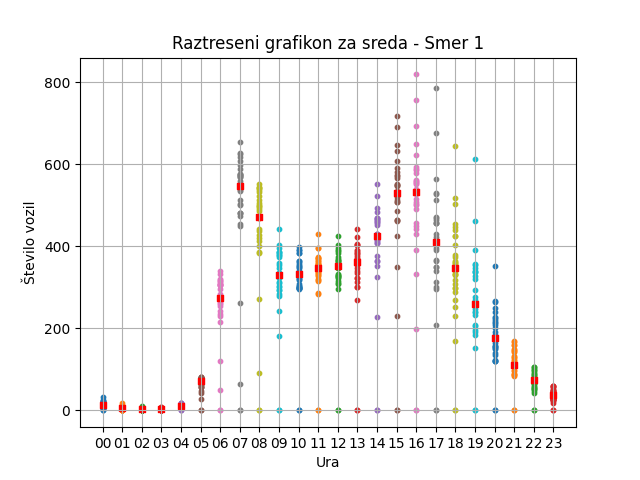 Raztreseni grafikon za sreda - Smer 1
Število vozil
800
600
400
200
0
00 01 02 03 04 05 06 07 08 09 10 11 12 13 14 15 16 17 18 19 20 21 22 23
Ura